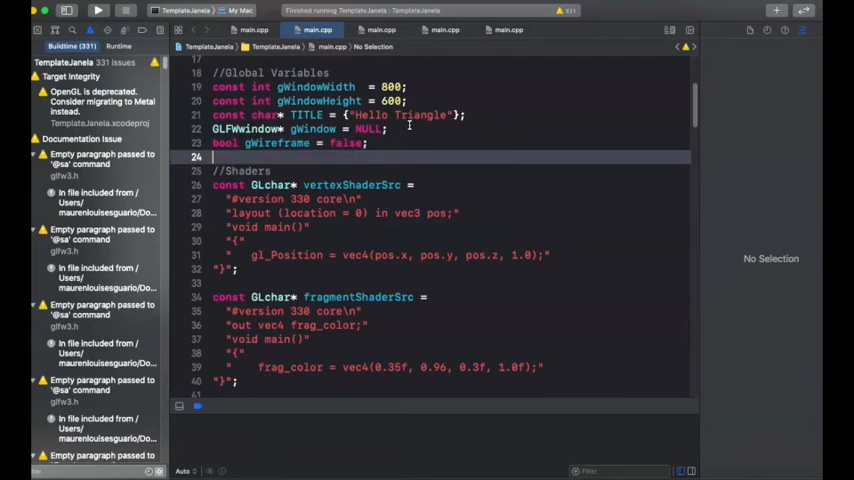 TemplateJanela
My Mac
Finished running TemplateJanela : TemplateJanela
331
main.cpp
main.cpp
main.cpp
main.cpp
main.cpp
Buildtime (331)
Runtime
TemplateJanela
TemplateJanela
main.cpp
No Selection
TemplateJanela 331 issues
Target Integrity
OpenGL is deprecated.
Consider migrating to Metal
instead.
TemplateJanela.xcodeproj
Documentation Issue
Empty paragraph passed to
'@sa' command
glfw3.h
In file included from /
Users/
maurenlouisesguario/Do...
Empty paragraph passed to
'@sa' command
glfw3.h
In file included from /
Users/
maurenlouisesguario/Do...
Empty paragraph passed to
'@sa' command
glfw3.h
In file included from /
Users/
maurenlouisesguario/Do...
Empty paragraph passed to
'@sa' command
glfw3.h
In file included from /
Users/
maurenlouisesguario/Do...
Empty paragraph passed to
17
18 //Global Variables
19 const int gWindowWidth  = 800;
20 const int gWindowHeight = 600;
21 const char* TITLE = {"Hello Triangle"};
22 GLFWwindow* gWindow = NULL;
23 bool gWireframe = false;
24
25 //Shaders
26 const GLchar* vertexShaderSrc =
27   "#version 330 core\n"
28   "layout (location = 0) in vec3 pos;"
29   "void main()"
30   "{"
31   "   gl_Position = vec4(pos.x, pos.y, pos.z, 1.0);"
32 "}";
33
34 const GLchar* fragmentShaderSrc =
35   "#version 330 core\n"
36   "out vec4 frag_color;"
37   "void main()"
38   "{"
39   "    frag_color = vec4(0.35f, 0.96, 0.3f, 1.0f);"
40 "}";
41
No Selection
Auto
Filter